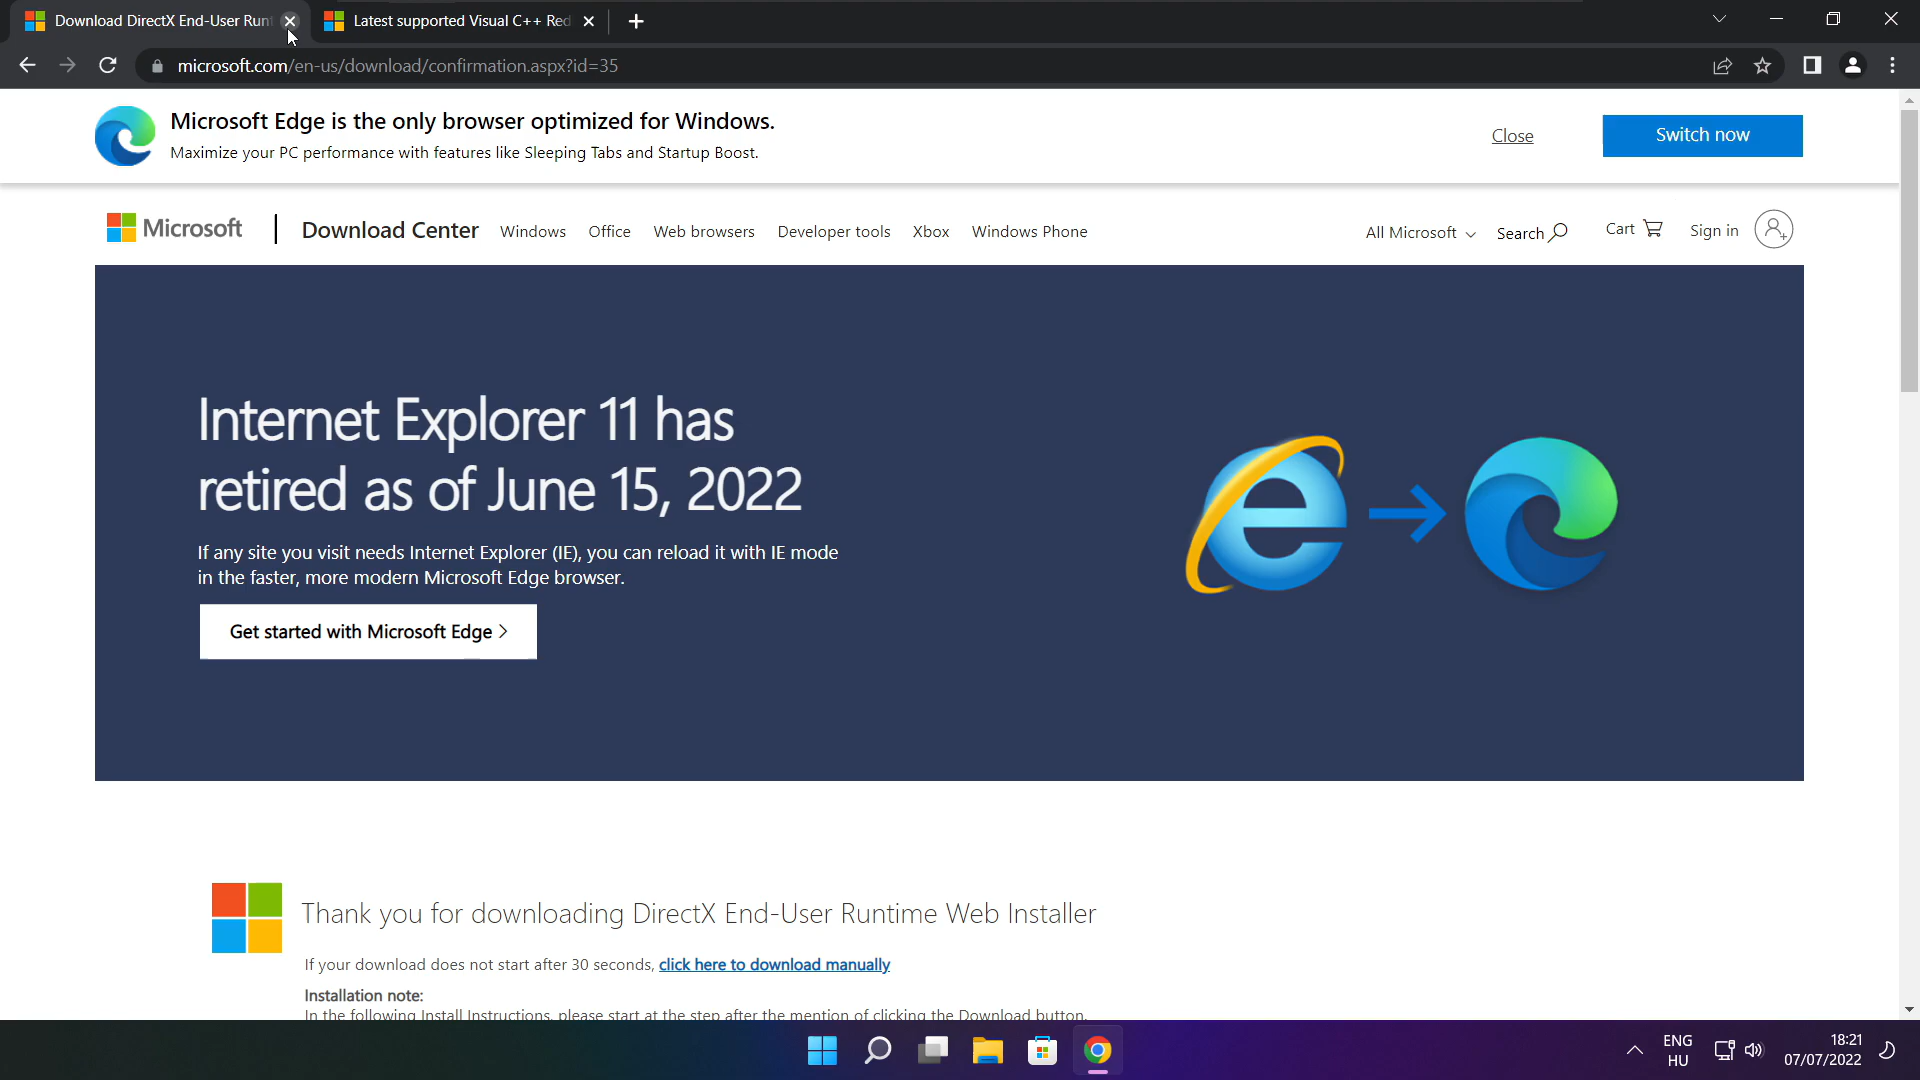 Download DirectX End-User Runt
Latest supported Visual C++ Red
microsoft.com/en-us/download/confirmation.aspx?id=35
Microsoft Edge is the only browser optimized for Windows.
Maximize your PC performance with features like Sleeping Tabs and Startup Boost.
Close
Switch now
Microsoft
Download Center
Windows
Office
Web browsers
Developer tools
Xbox
Windows Phone
All Microsoft
Search
Cart
Sign in
Internet Explorer 11 has
retired as of June 15, 2022
If any site you visit needs Internet Explorer (IE), you can reload it with IE mode
in the faster, more modern Microsoft Edge browser.
Get started with Microsoft Edge >
Thank you for downloading DirectX End-User Runtime Web Installer
If your download does not start after 30 seconds, click here to download manually
Installation note:
In the following Install Instructions, please start at the step after the mention of clicking the Download button.
ENG
HU
18:21
07/07/2022